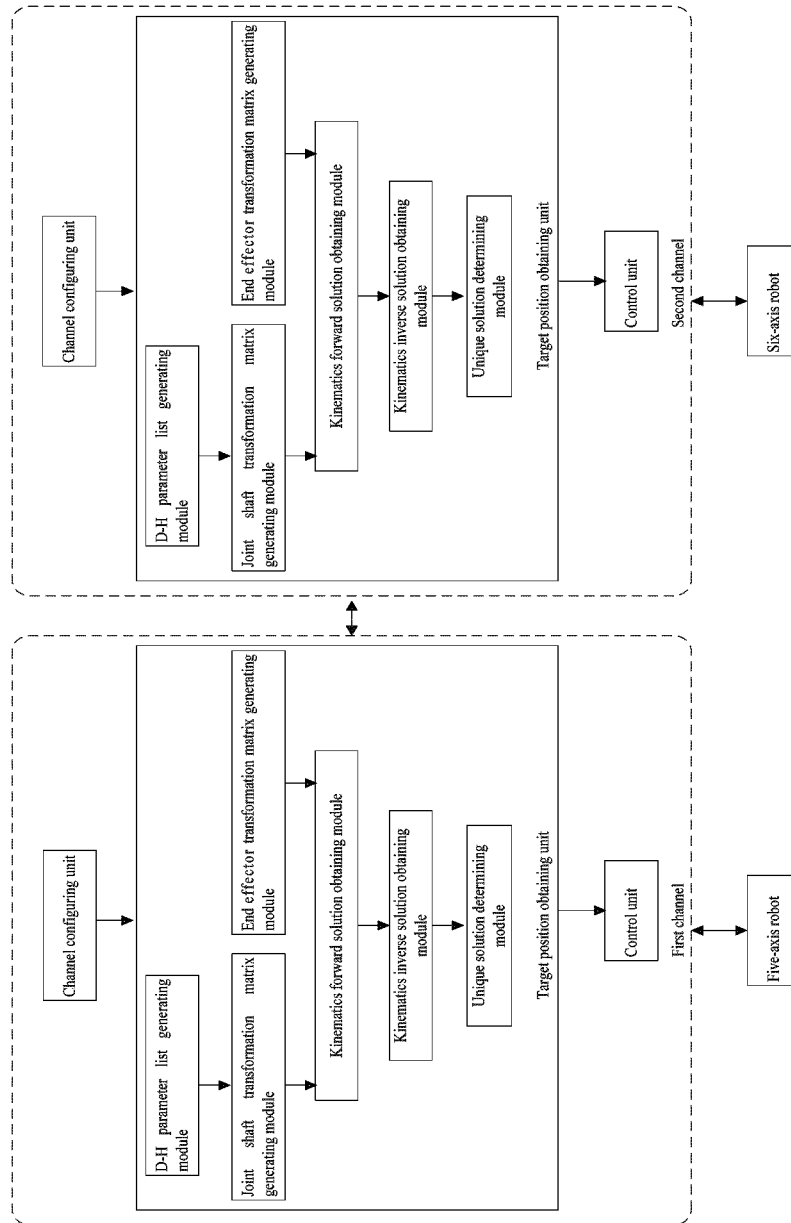 Channel configuring unit
D-H parameter list generating
module
Joint shaft transformation matrix
generating module
End effector transformation matrix generating
module
Kinematics forward solution obtaining module
Kinematics inverse solution obtaining
module
Unique solution determining
module
Target position obtaining unit
Control unit
First channel
Five-axis robot
Channel configuring unit
D-H parameter list generating
module
Joint shaft transformation matrix
generating module
End effector transformation matrix generating
module
Kinematics forward solution obtaining module
Kinematics inverse solution obtaining
module
Unique solution determining
module
Target position obtaining unit
Control unit
Second channel
Six-axis robot